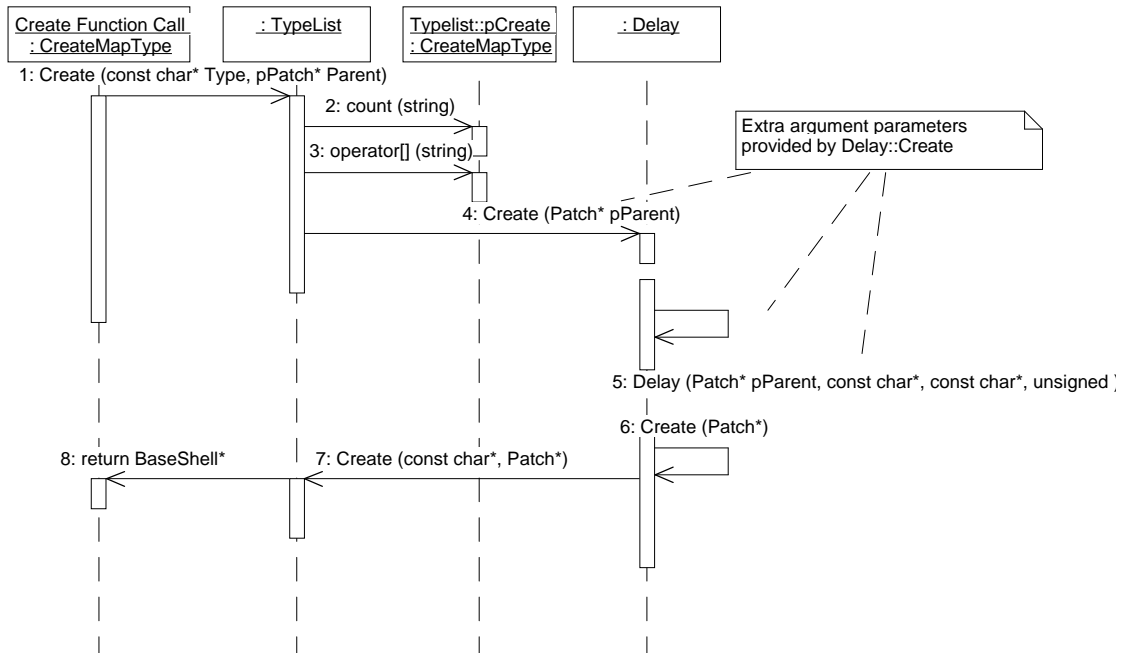 Create Function Call
: CreateMapType
: TypeList
Typelist::pCreate
: CreateMapType
: Delay
1: Create (const char* Type, pPatch* Parent)
2: count (string)
Extra argument parameters
provided by Delay::Create
3: operator[] (string)
4: Create (Patch* pParent)
5: Delay (Patch* pParent, const char*, const char*, unsigned )
6: Create (Patch*)
8: return BaseShell*
7: Create (const char*, Patch*)